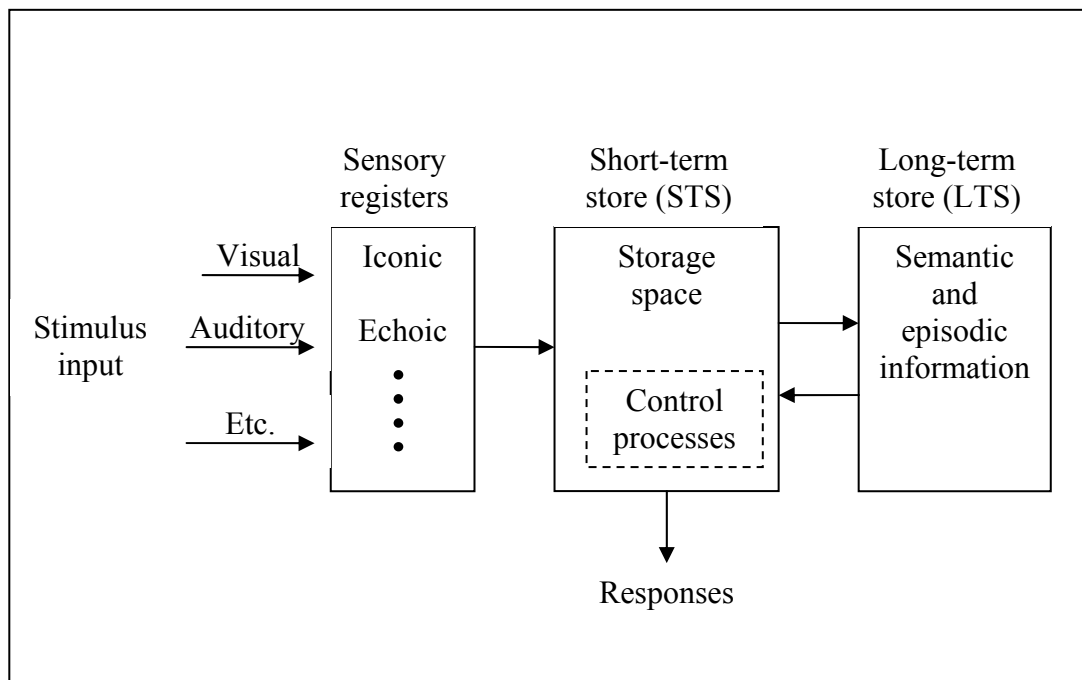 Sensory
registers
Short-term
store (STS)
Long-term
store (LTS)
Stimulus
input
Visual
Auditory
Etc.
Iconic
Echoic
Storage
space
Control
processes
Semantic
and
episodic
information
Responses